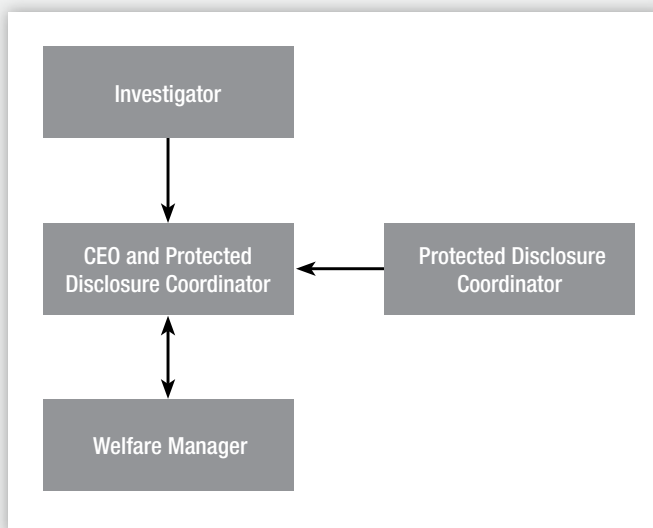 Investigator
CEO and Protected
Disclosure Coordinator
Protected Disclosure
Coordinator
Welfare Manager